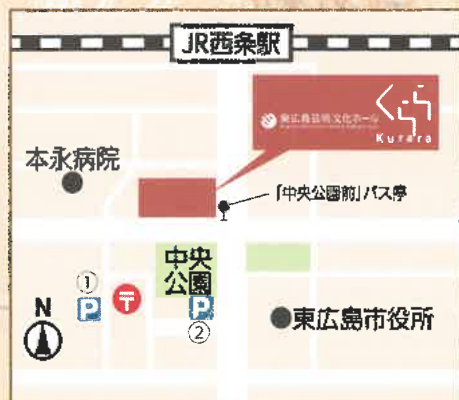 JR西条駅
東広島芸術文化ホール
くらら
Kurara
本永病院
「中央公園前」バス停
中央
公園
①
P
〒
P
②
N
東広島市役所